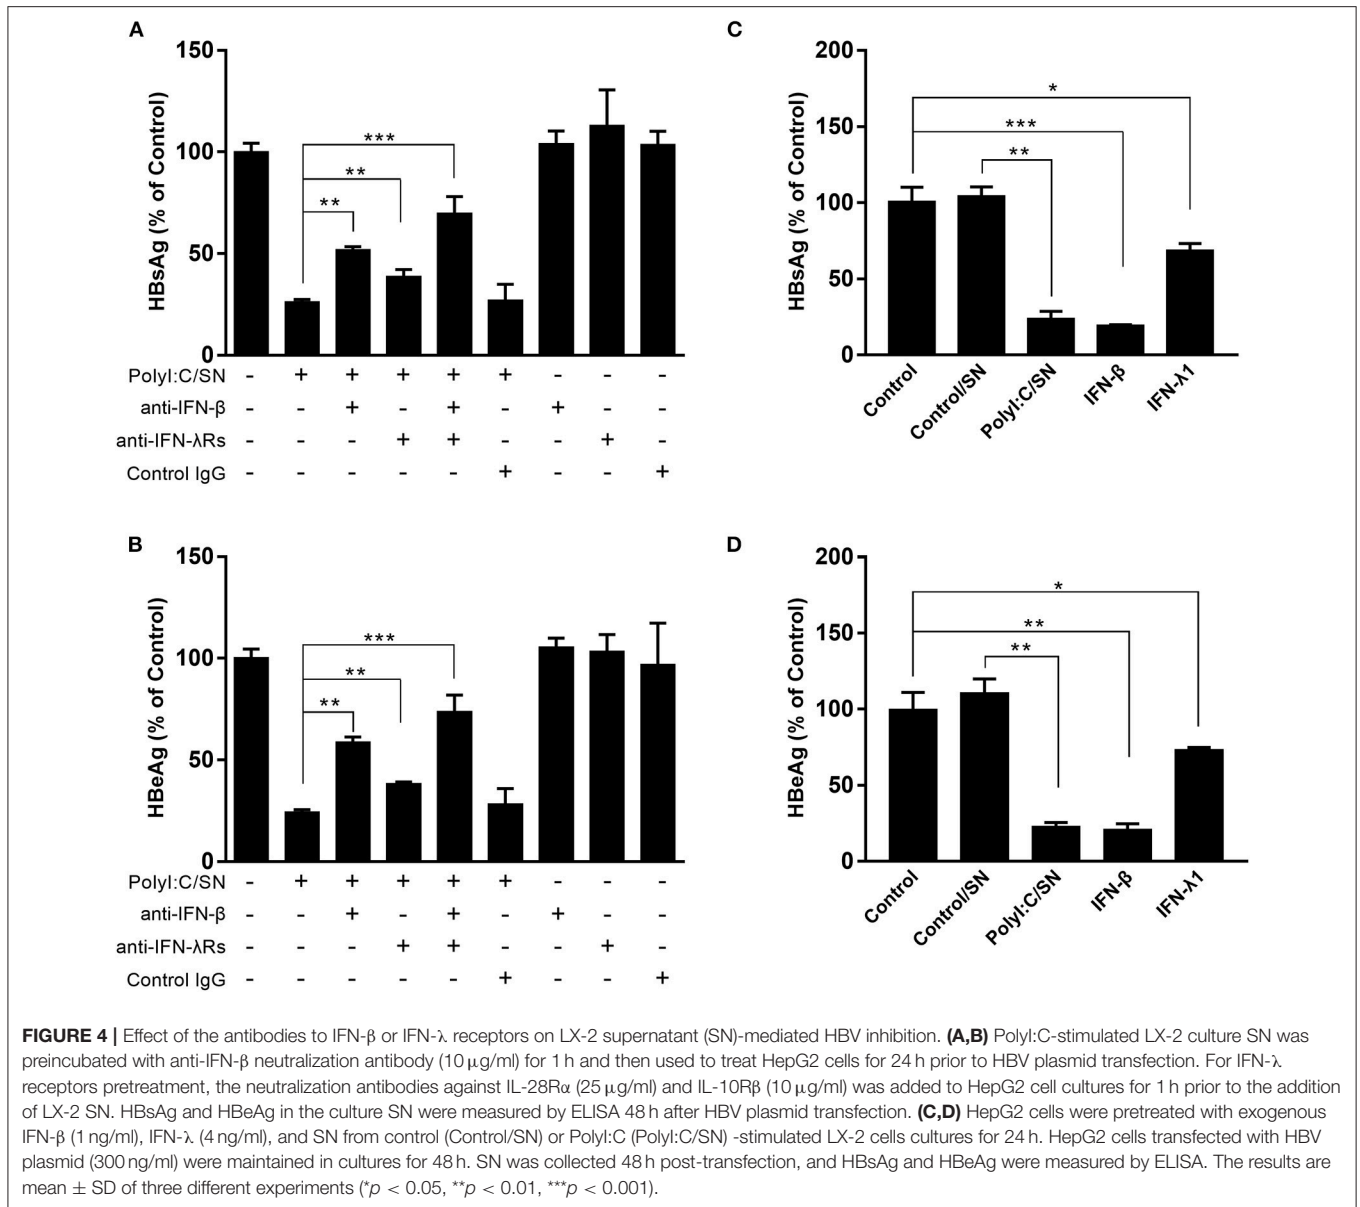 A
150
100
50
0
HBsAg (% of Control)
***
**
**
PolyI:C/SN - + + + + + - - -
anti-IFN-β - - + - + - + - -
anti-IFN-λRs - - - + + - - + -
Control IgG - - - - - + - - +
B
150
100
50
0
HBeAg (% of Control)
***
**
**
PolyI:C/SN - + + + + + - - -
anti-IFN-β - - + - + - + - -
anti-IFN-λRs - - - + + - - + -
Control IgG - - - - - + - - +
C
200
150
100
50
0
HBsAg (% of Control)
*
***
**
Control
Control/SN
PolyI:C/SN
IFN-β
IFN-λ1
D
200
150
100
50
0
HBeAg (% of Control)
*
**
**
Control
Control/SN
PolyI:C/SN
IFN-β
IFN-λ1
FIGURE 4 | Effect of the antibodies to IFN-β or IFN-λ receptors on LX-2 supernatant (SN)-mediated HBV inhibition. (A,B) PolyI:C-stimulated LX-2 culture SN was
preincubated with anti-IFN-β neutralization antibody (10 μg/ml) for 1 h and then used to treat HepG2 cells for 24 h prior to HBV plasmid transfection. For IFN-λ
receptors pretreatment, the neutralization antibodies against IL-28Rα (25 μg/ml) and IL-10Rβ (10 μg/ml) was added to HepG2 cell cultures for 1 h prior to the addition
of LX-2 SN. HBsAg and HBeAg in the culture SN were measured by ELISA 48 h after HBV plasmid transfection. (C,D) HepG2 cells were pretreated with exogenous
IFN-β (1 ng/ml), IFN-λ (4 ng/ml), and SN from control (Control/SN) or PolyI:C (PolyI:C/SN) -stimulated LX-2 cells cultures for 24 h. HepG2 cells transfected with HBV
plasmid (300 ng/ml) were maintained in cultures for 48 h. SN was collected 48 h post-transfection, and HBsAg and HBeAg were measured by ELISA. The results are
mean ± SD of three different experiments (*p < 0.05, **p < 0.01, ***p < 0.001).